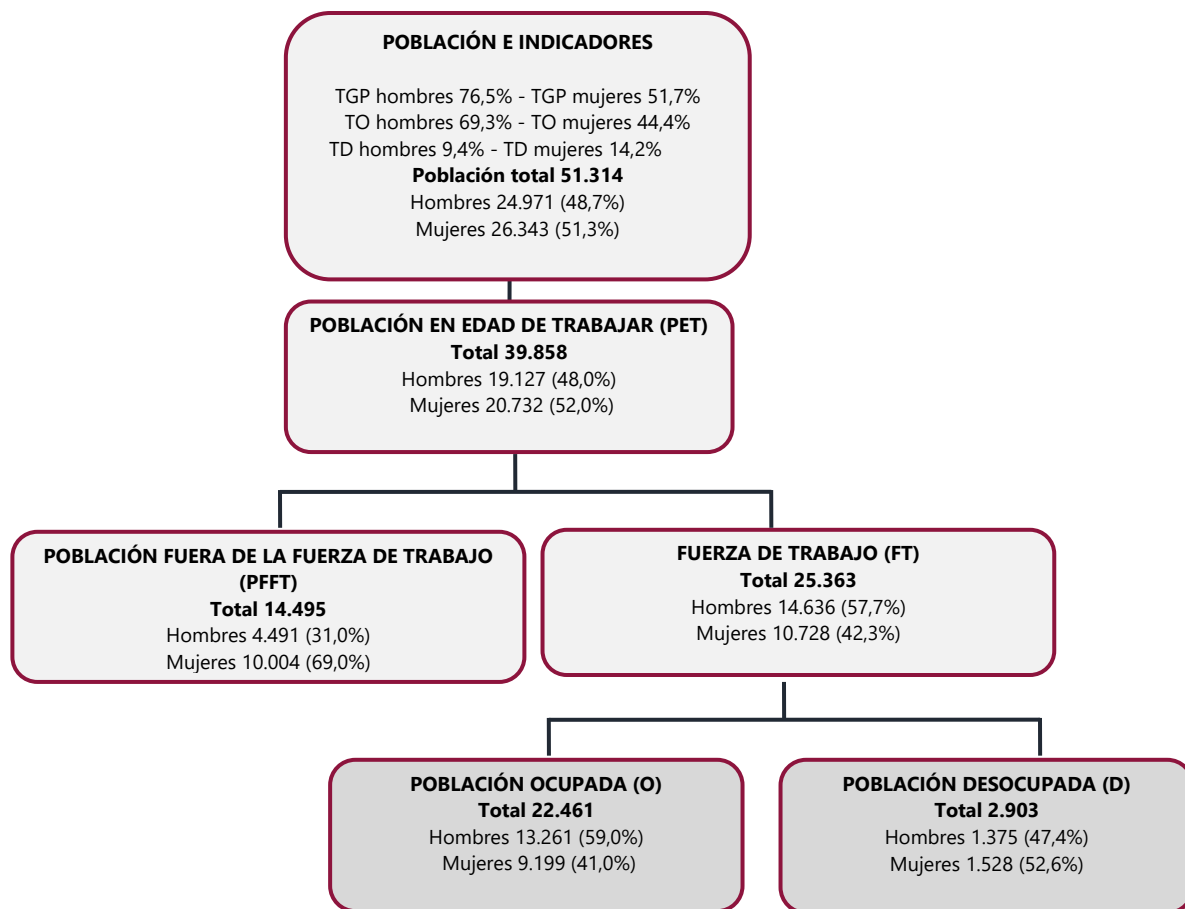 POBLACIÓN E INDICADORES
TGP hombres 76,5% - TGP mujeres 51,7%
TO hombres 69,3% - TO mujeres 44,4%
TD hombres 9,4% - TD mujeres 14,2%
Población total 51.314
Hombres 24.971 (48,7%)
Mujeres 26.343 (51,3%)
POBLACIÓN EN EDAD DE TRABAJAR (PET)
Total 39.858
Hombres 19.127 (48,0%)
Mujeres 20.732 (52,0%)
POBLACIÓN FUERA DE LA FUERZA DE TRABAJO
(PFFT)
Total 14.495
Hombres 4.491 (31,0%)
Mujeres 10.004 (69,0%)
FUERZA DE TRABAJO (FT)
Total 25.363
Hombres 14.636 (57,7%)
Mujeres 10.728 (42,3%)
POBLACIÓN OCUPADA (O)
Total 22.461
Hombres 13.261 (59,0%)
Mujeres 9.199 (41,0%)
POBLACIÓN DESOCUPADA (D)
Total 2.903
Hombres 1.375 (47,4%)
Mujeres 1.528 (52,6%)